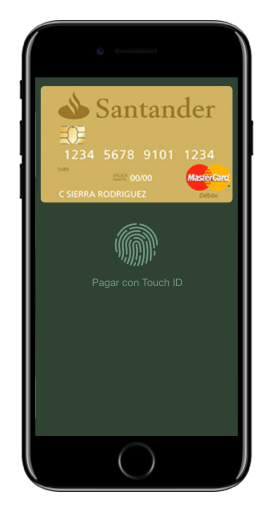 Santander
1234 5678 9101 1234
00/00
C SIERRA RODRIGUEZ
MasterCard
Débito
Pagar con Touch ID